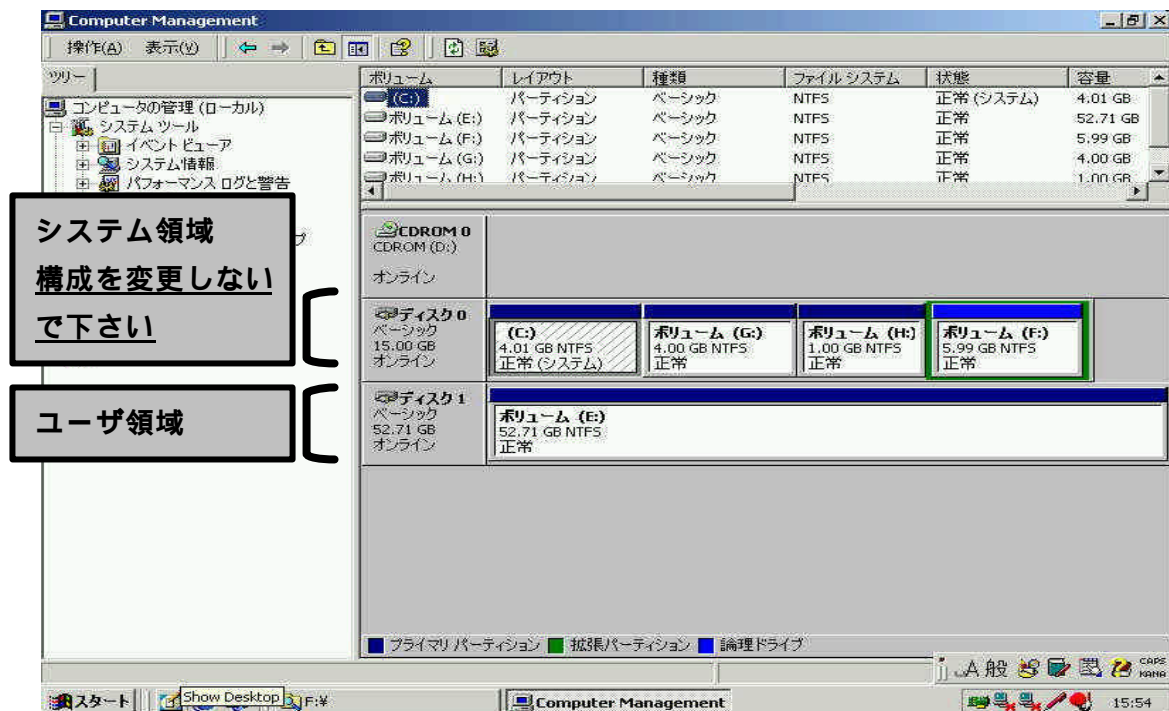 Computer Management
操作(A) 表示(V)
ツリー
コンピュータの管理 (ローカル)
システム ツール
イベント ビューア
システム情報
パフォーマンス ログと警告
プ
システム領域
構成を変更しない
で下さい
ユーザ領域
ボリューム レイアウト 種類 ファイル システム 状態 容量
(C:) パーティション ベーシック NTFS 正常 (システム) 4.01 GB
ボリューム (E:) パーティション ベーシック NTFS 正常 52.71 GB
ボリューム (F:) パーティション ベーシック NTFS 正常 5.99 GB
ボリューム (G:) パーティション ベーシック NTFS 正常 4.00 GB
ボリューム (H:) パーティション ベーシック NTFS 正常 1.00 GB
CDROM 0
CDROM (D:)
オンライン
ディスク 0
ベーシック
15.00 GB
オンライン
(C:)
4.01 GB NTFS
正常 (システム)
ボリューム (G:)
4.00 GB NTFS
正常
ボリューム (H:)
1.00 GB NTFS
正常
ボリューム (F:)
5.99 GB NTFS
正常
ディスク 1
ベーシック
52.71 GB
オンライン
ボリューム (E:)
52.71 GB NTFS
正常
プライマリ パーティション 拡張パーティション 論理ドライブ
A 般 CAPS
KANA
スタート Show Desktop F:¥ Computer Management 15:54